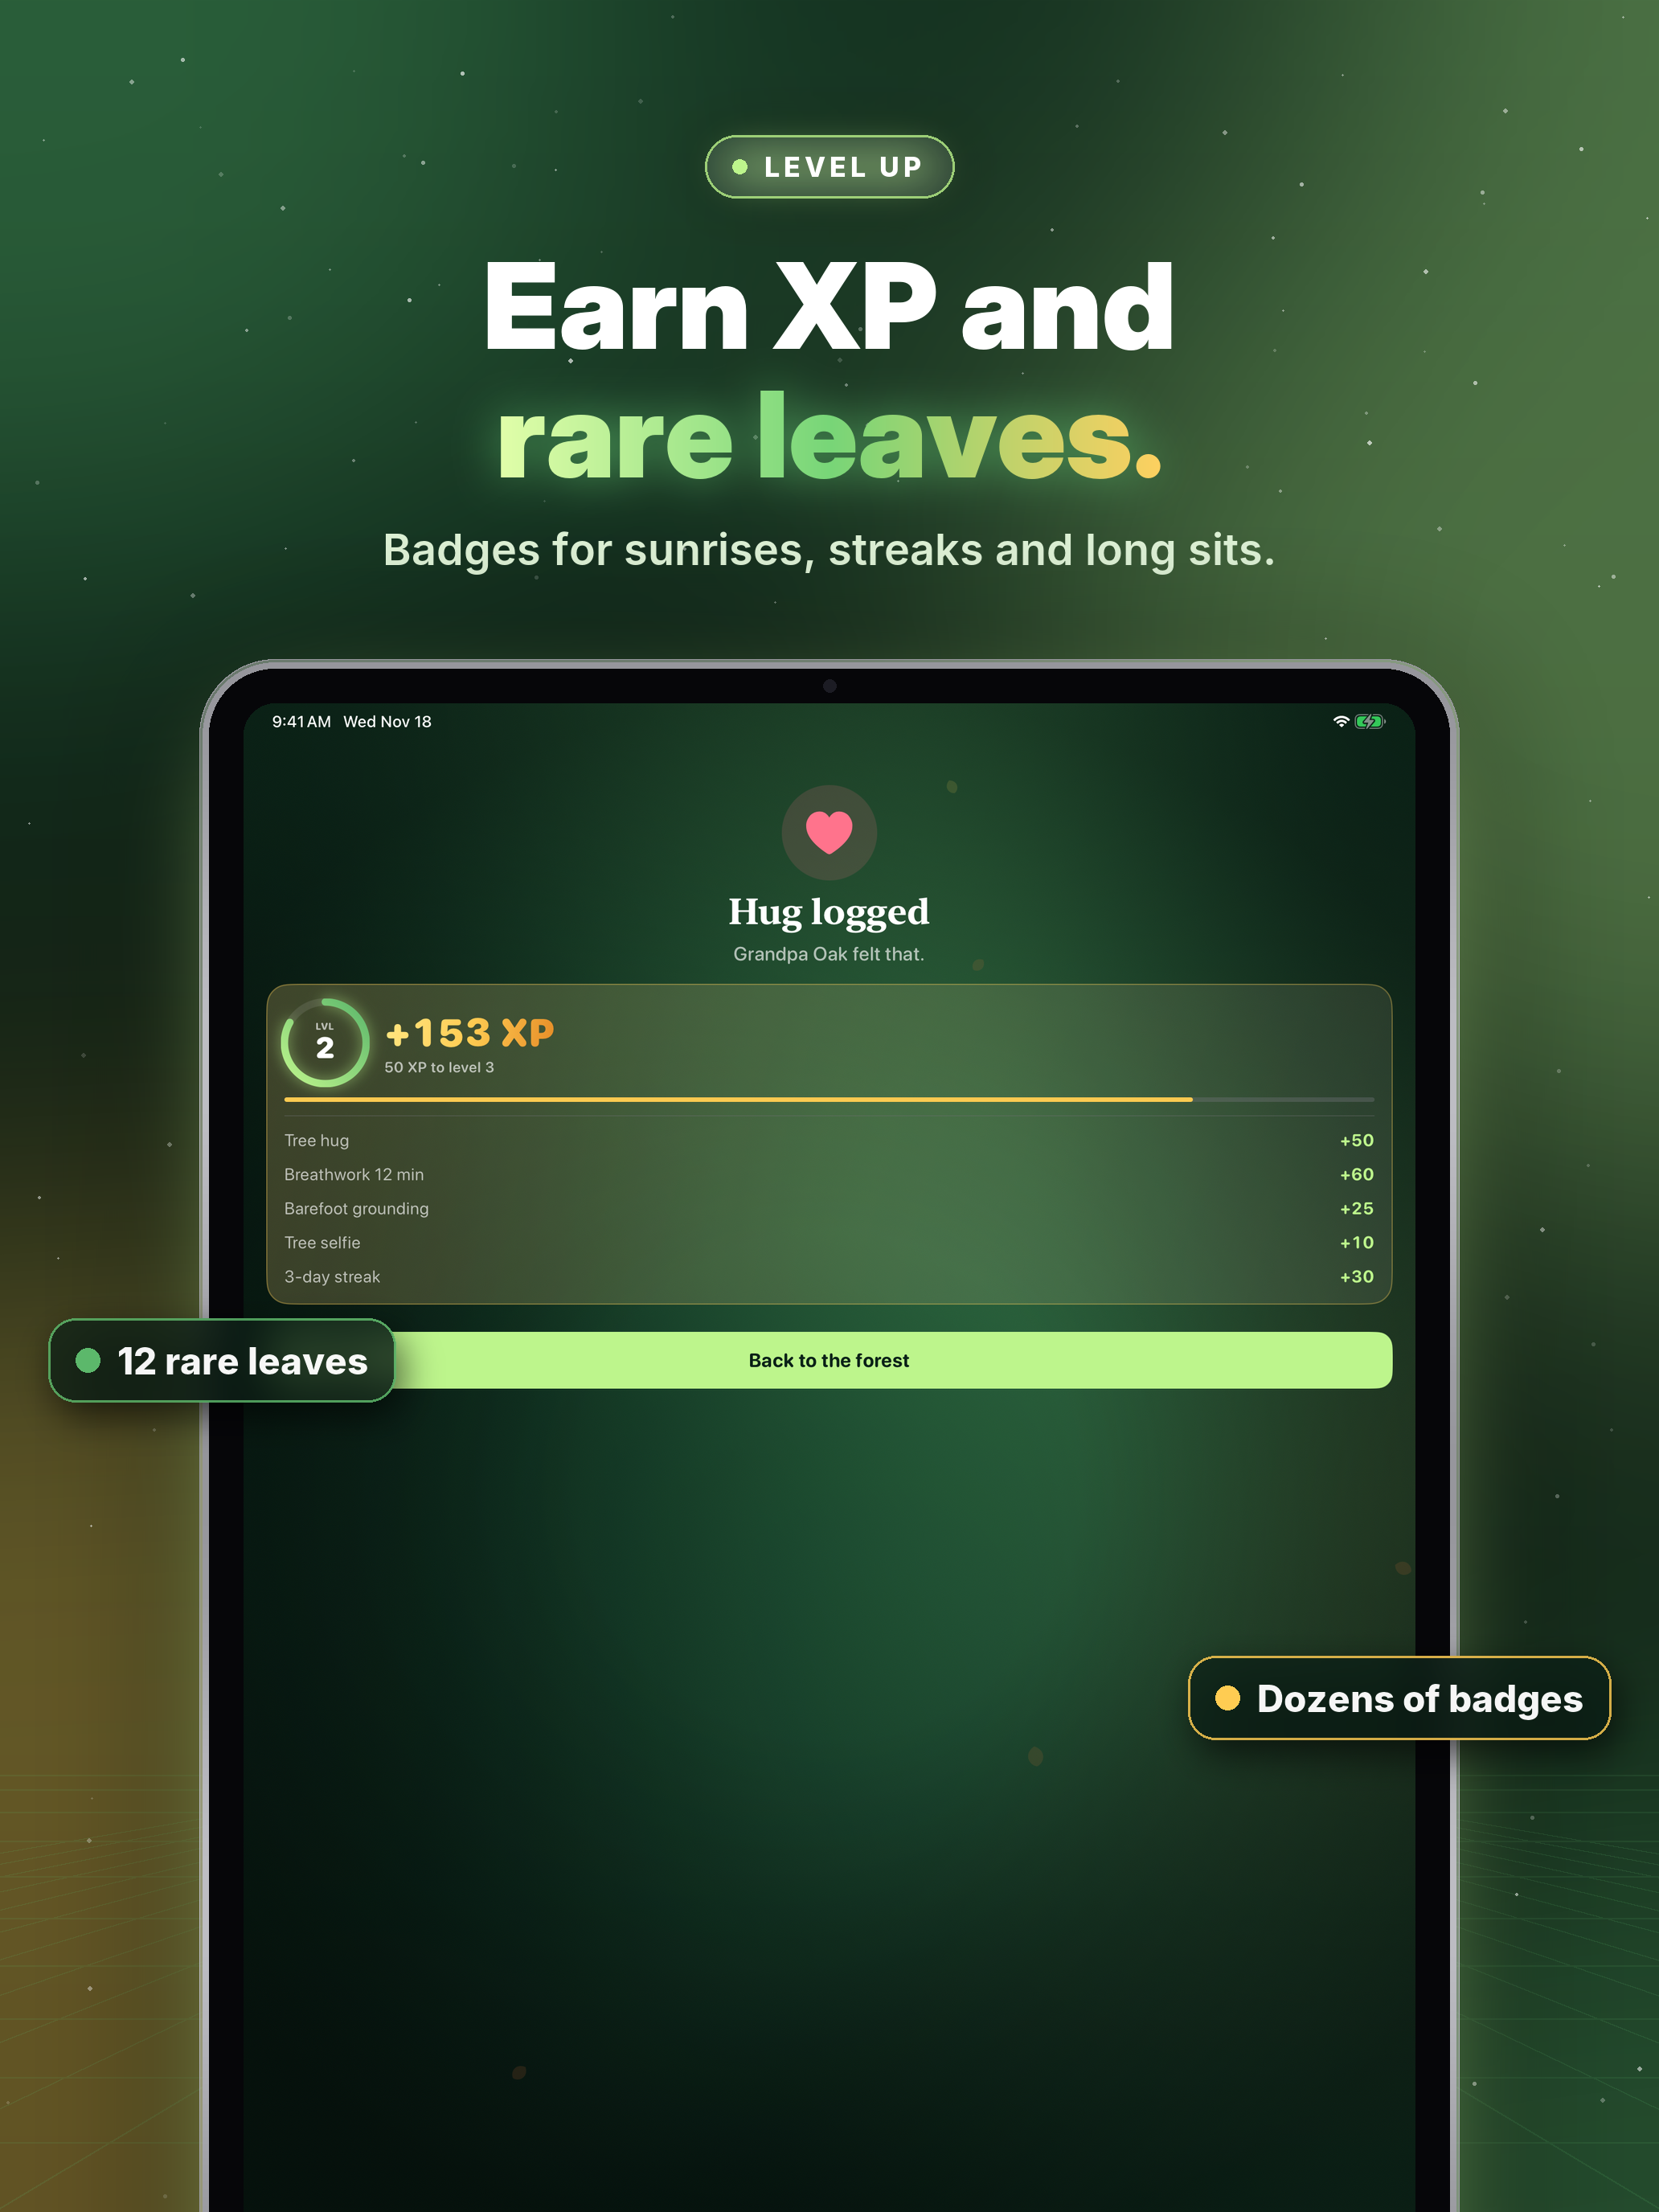 LEVEL UP
Earn XP and
rare leaves.
Badges for sunrises, streaks and long sits.
9:41 AM Wed Nov 18
Hug logged
Grandpa Oak felt that.
LVL
2
+153 XP
50 XP to level 3
Tree hug +50
Breathwork 12 min +60
Barefoot grounding +25
Tree selfie +10
3-day streak +30
12 rare leaves
Back to the forest
Dozens of badges